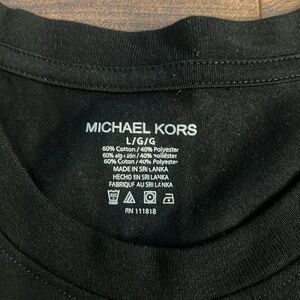 MICHAEL KORS
L/G/G
60% Cotton / 40% Polyester
60% algodón / 40% poliéster
60% Cotton / 40% Polyester
MADE IN SRI LANKA
HECHO EN SRI LANKA
FABRIQUÉ AU SRI LANKA
RN 111818